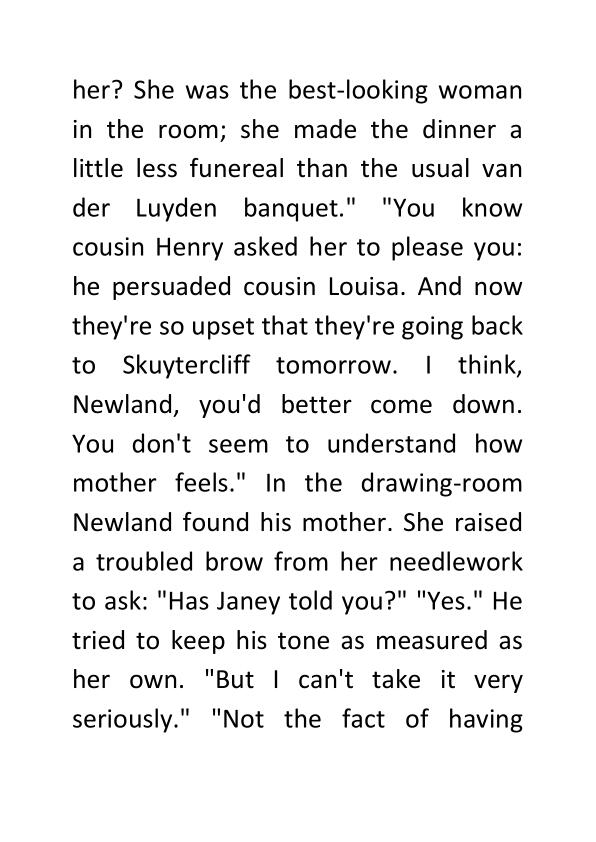 her? She was the best-looking woman
in the room; she made the dinner a
little less funereal than the usual van
der Luyden banquet." "You know
cousin Henry asked her to please you:
he persuaded cousin Louisa. And now
they're so upset that they're going back
to Skuytercliff tomorrow. I think,
Newland, you'd better come down.
You don't seem to understand how
mother feels." In the drawing-room
Newland found his mother. She raised
a troubled brow from her needlework
to ask: "Has Janey told you?" "Yes." He
tried to keep his tone as measured as
her own. "But I can't take it very
seriously." "Not the fact of having